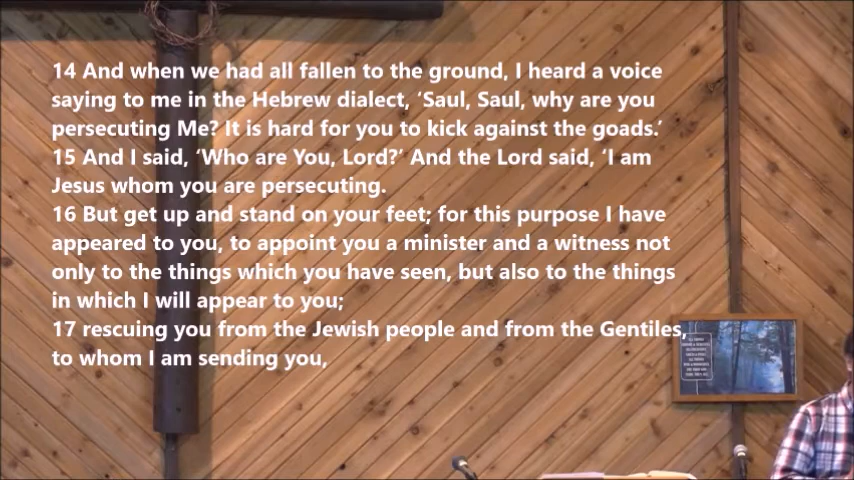 14 And when we had all fallen to the ground, I heard a voice
saying to me in the Hebrew dialect, ‘Saul, Saul, why are you
persecuting Me? It is hard for you to kick against the goads.’
15 And I said, ‘Who are You, Lord?’ And the Lord said, ‘I am
Jesus whom you are persecuting.
16 But get up and stand on your feet; for this purpose I have
appeared to you, to appoint you a minister and a witness not
only to the things which you have seen, but also to the things
in which I will appear to you;
17 rescuing you from the Jewish people and from the Gentiles,
to whom I am sending you,